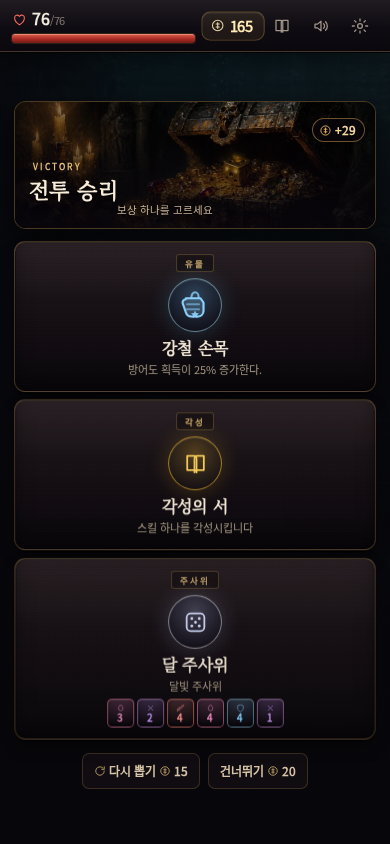 76/76
165
+29
VICTORY
전투 승리
보상 하나를 고르세요
유물
강철 손목
방어도 획득이 25% 증가한다.
각성
각성의 서
스킬 하나를 각성시킵니다
주사위
달 주사위
달빛 주사위
3 2 4 4 4 1
다시 뽑기 15 건너뛰기 20